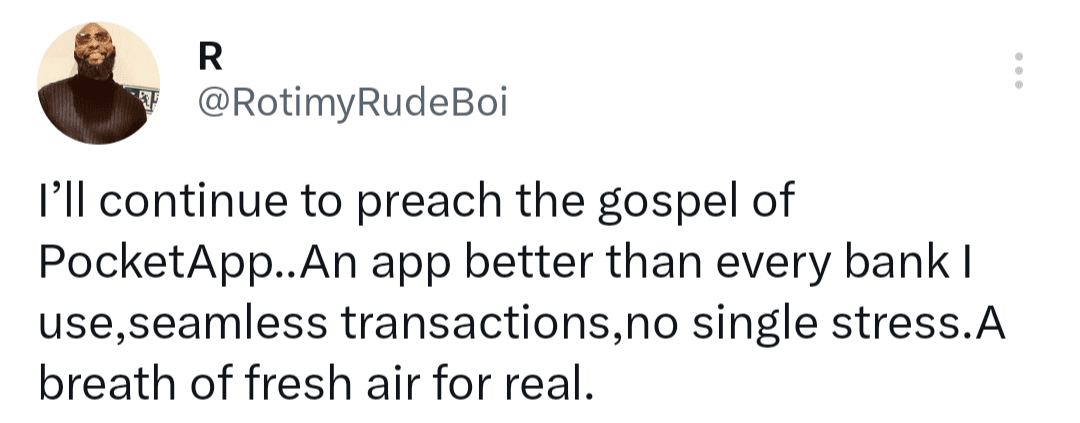 R
@RotimyRudeBoi
I’ll continue to preach the gospel of
PocketApp..An app better than every bank I
use,seamless transactions,no single stress.A
breath of fresh air for real.